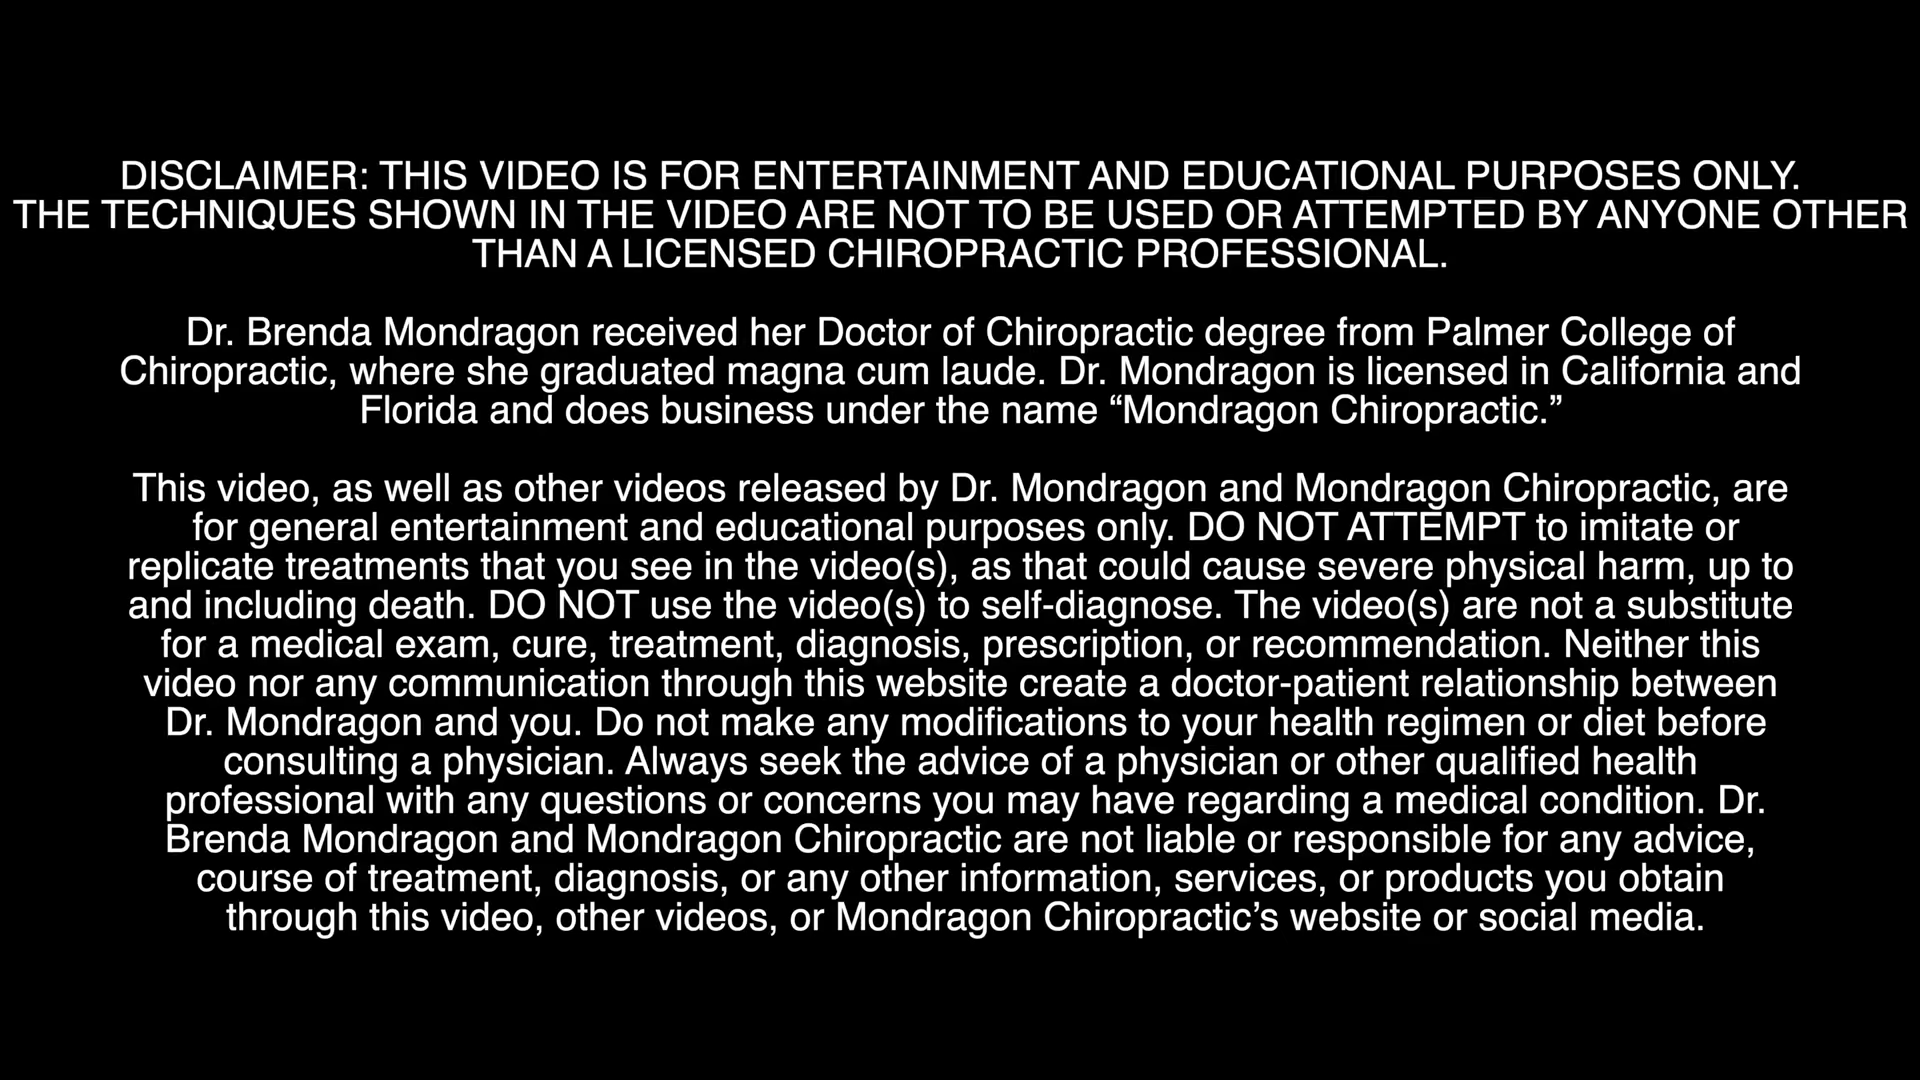 DISCLAIMER: THIS VIDEO IS FOR ENTERTAINMENT AND EDUCATIONAL PURPOSES ONLY.
THE TECHNIQUES SHOWN IN THE VIDEO ARE NOT TO BE USED OR ATTEMPTED BY ANYONE OTHER
THAN A LICENSED CHIROPRACTIC PROFESSIONAL.
Dr. Brenda Mondragon received her Doctor of Chiropractic degree from Palmer College of
Chiropractic, where she graduated magna cum laude. Dr. Mondragon is licensed in California and
Florida and does business under the name “Mondragon Chiropractic.”
This video, as well as other videos released by Dr. Mondragon and Mondragon Chiropractic, are
for general entertainment and educational purposes only. DO NOT ATTEMPT to imitate or
replicate treatments that you see in the video(s), as that could cause severe physical harm, up to
and including death. DO NOT use the video(s) to self-diagnose. The video(s) are not a substitute
for a medical exam, cure, treatment, diagnosis, prescription, or recommendation. Neither this
video nor any communication through this website create a doctor-patient relationship between
Dr. Mondragon and you. Do not make any modifications to your health regimen or diet before
consulting a physician. Always seek the advice of a physician or other qualified health
professional with any questions or concerns you may have regarding a medical condition. Dr.
Brenda Mondragon and Mondragon Chiropractic are not liable or responsible for any advice,
course of treatment, diagnosis, or any other information, services, or products you obtain
through this video, other videos, or Mondragon Chiropractic’s website or social media.